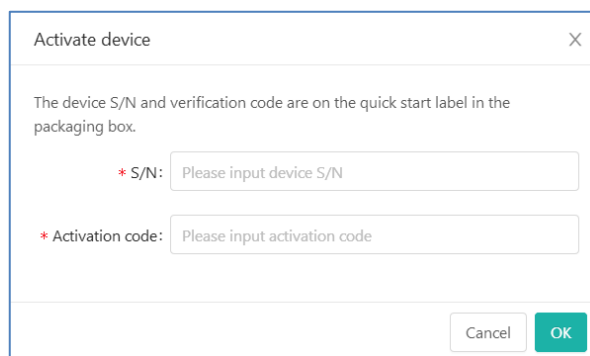 Activate device
The device S/N and verification code are on the quick start label in the
packaging box.
* S/N: Please input device S/N
* Activation code: Please input activation code
Cancel OK